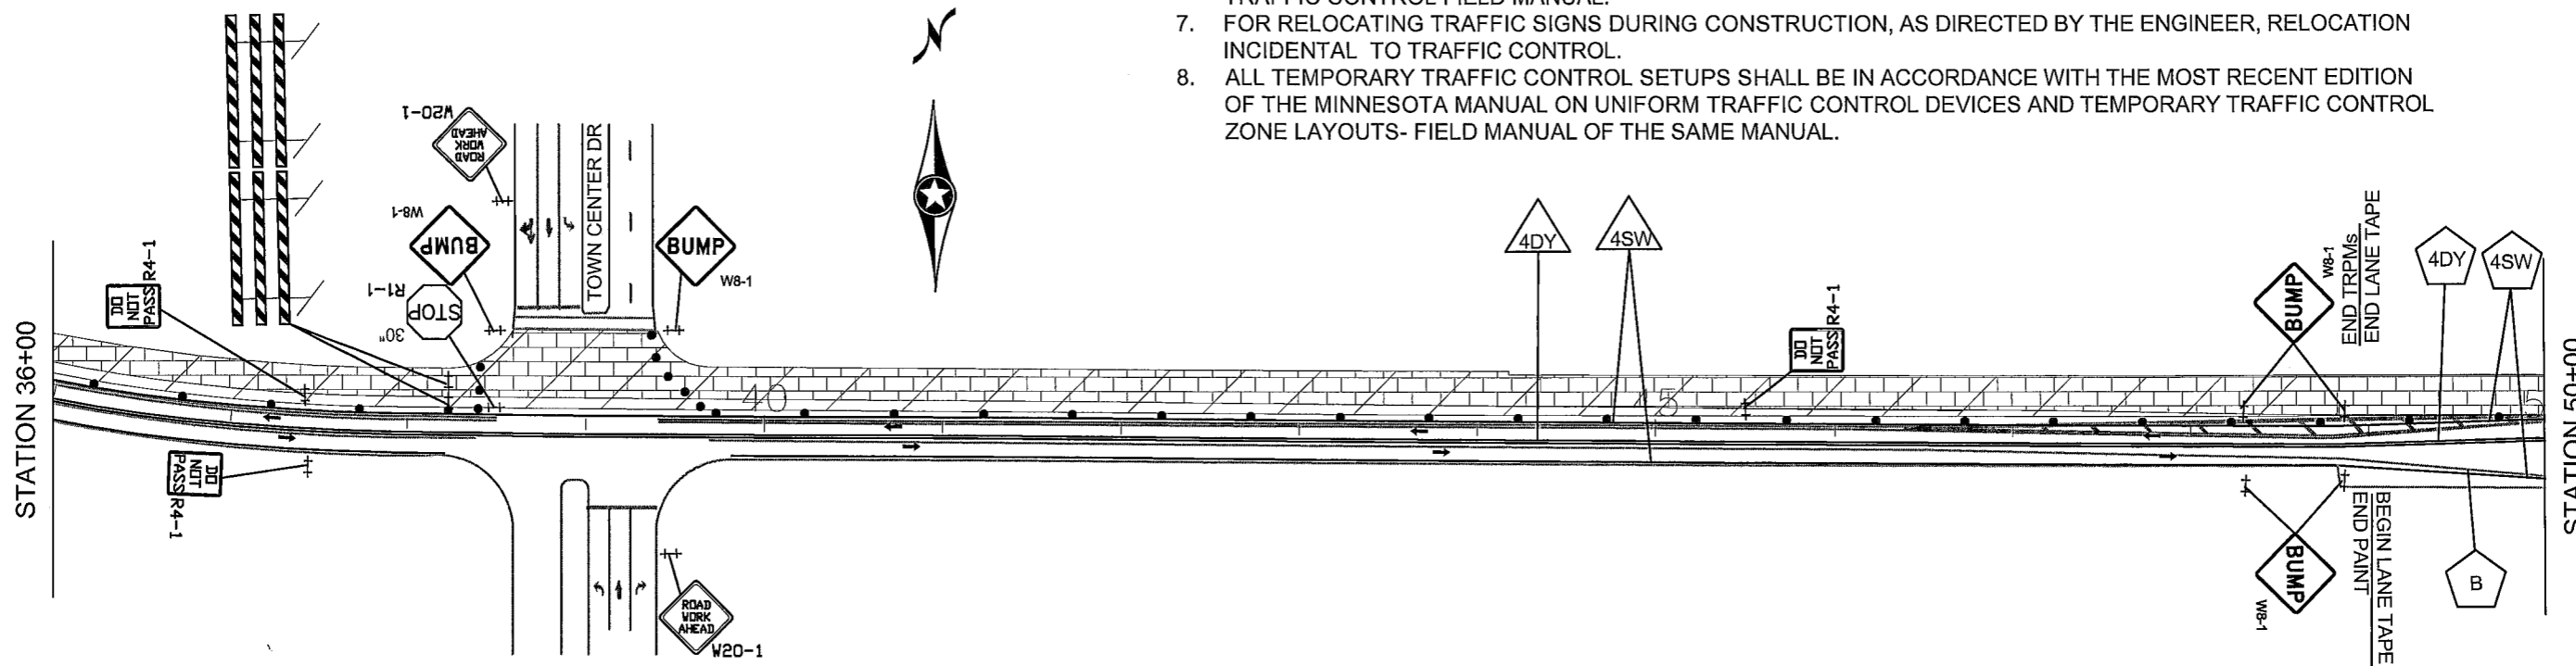 TRAFFIC CONTROL FIELD MANUAL.
7. FOR RELOCATING TRAFFIC SIGNS DURING CONSTRUCTION, AS DIRECTED BY THE ENGINEER, RELOCATION
INCIDENTAL TO TRAFFIC CONTROL.
8. ALL TEMPORARY TRAFFIC CONTROL SETUPS SHALL BE IN ACCORDANCE WITH THE MOST RECENT EDITION
OF THE MINNESOTA MANUAL ON UNIFORM TRAFFIC CONTROL DEVICES AND TEMPORARY TRAFFIC CONTROL
ZONE LAYOUTS- FIELD MANUAL OF THE SAME MANUAL.
N
W20-1
ROAD
WORK
AHEAD
TOWN CENTER DR
W8-1
BUMP
BUMP
W8-1
R1-1
STOP
30"
DO
NOT
PASS
R4-1
4DY
4SW
DO
NOT
PASS
R4-1
BUMP
W8-1
END TRPMs
END LANE TAPE
4DY
4SW
STATION 36+00
40
5
5
STATION 50+00
DO
NOT
PASS
R4-1
ROAD
WORK
AHEAD
W20-1
BUMP
W8-1
BEGIN LANE TAPE
END PAINT
B